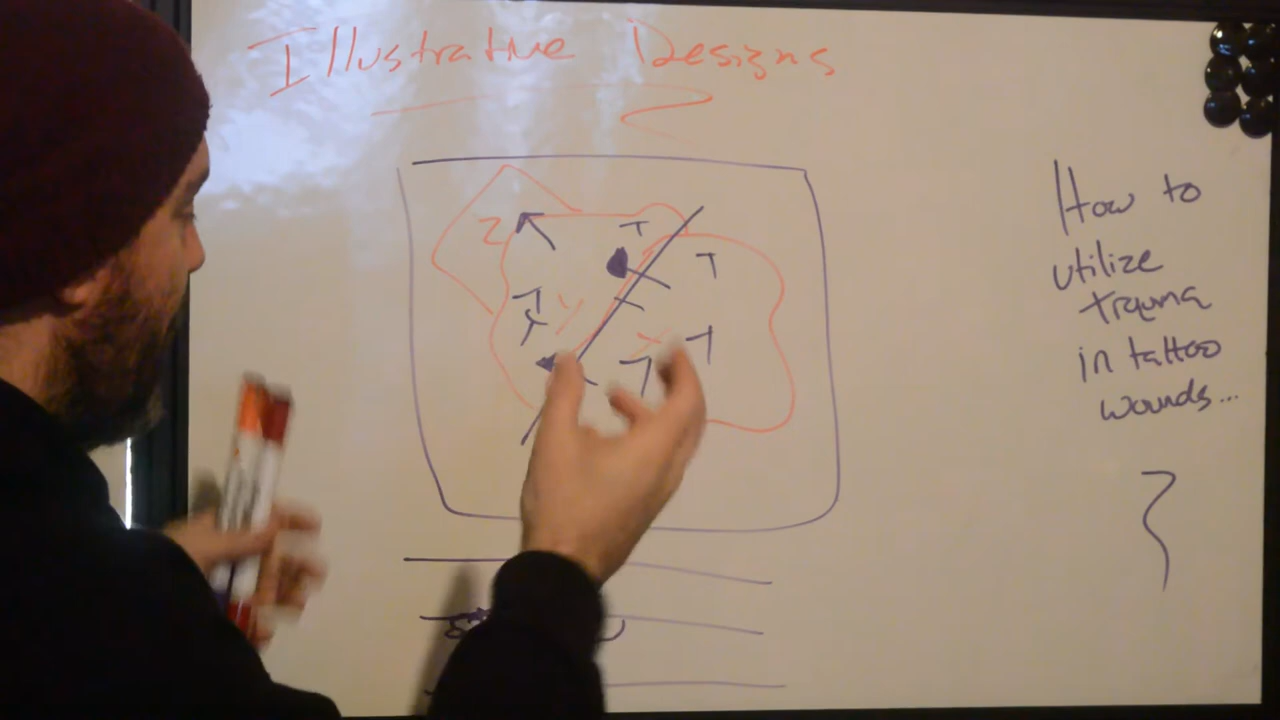 Illustrative Designs
Z
T
T
Y
How to
utilize
trauma
in tattoo
wounds...